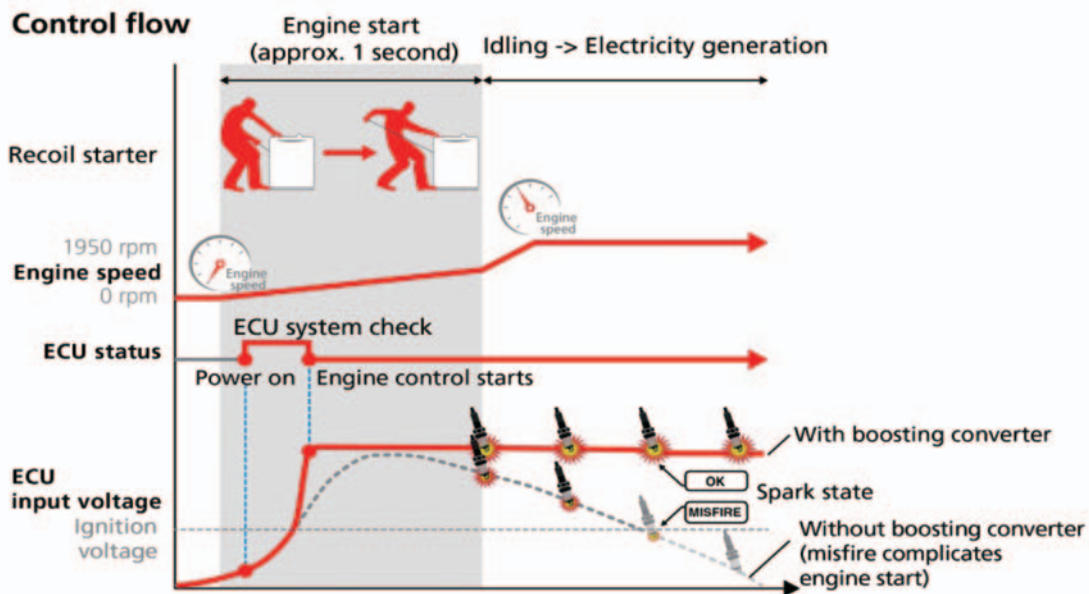 Control flow
Engine start
(approx. 1 second)
Idling -> Electricity generation
Recoil starter
1950 rpm
Engine speed
0 rpm
Engine
speed
Engine
speed
ECU system check
ECU status
Power on
Engine control starts
With boosting converter
ECU
input voltage
OK
Spark state
MISFIRE
Ignition
voltage
Without boosting converter
(misfire complicates
engine start)